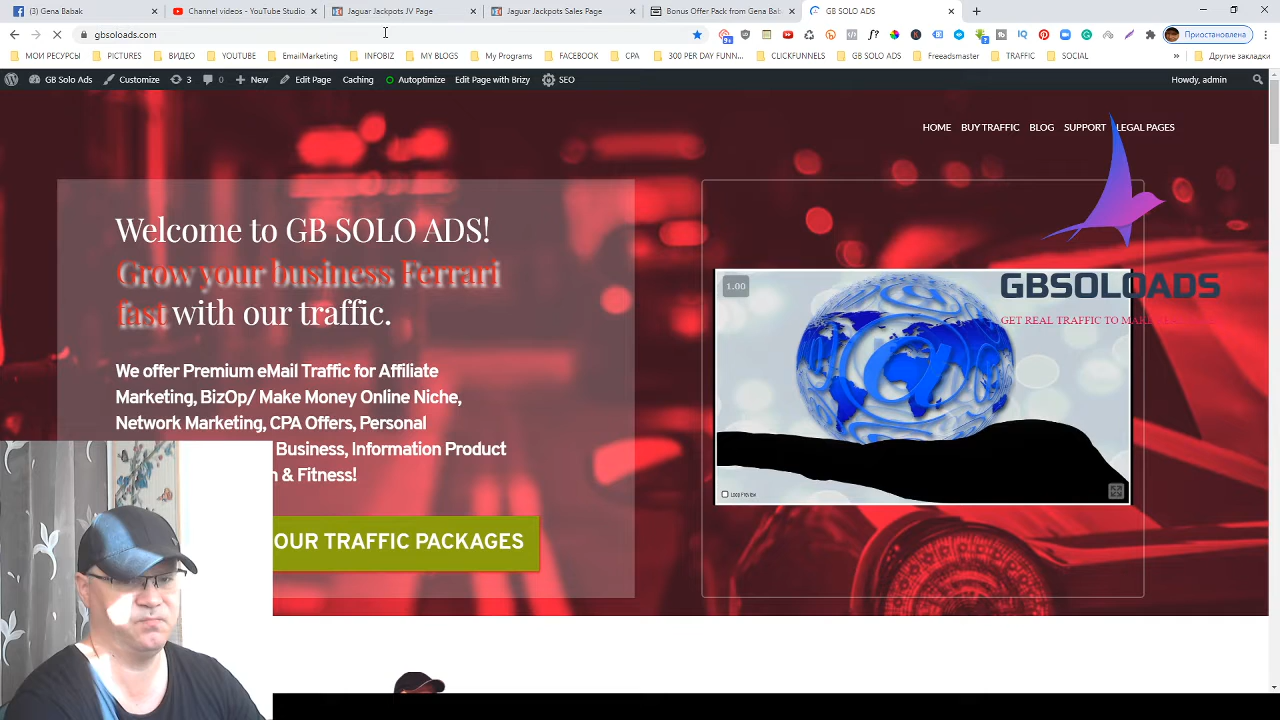 (3) Gena Babak
Channel videos - YouTube Studio
Jaguar Jackpots JV Page
Jaguar Jackpots Sales Page
Bonus Offer Pack from Gena Bab
GB SOLO ADS
gbsoloads.com
Приостановлена
МОИ РЕСУРСЫ
PICTURES
ВИДЕО
YOUTUBE
EmailMarketing
INFOBIZ
MY BLOGS
My Programs
FACEBOOK
CPA
300 PER DAY FUNN...
CLICKFUNNELS
Freeadsmaster
TRAFFIC
SOCIAL
Другие закладки
GB Solo Ads
Customize
3
0
New
Edit Page
Caching
Autoptimize
Edit Page with Brizy
SEO
Howdy, admin
HOME
BUY TRAFFIC
BLOG
SUPPORT
LEGAL PAGES
Welcome to GB SOLO ADS!
Grow your business Ferrari
fast with our traffic.
We offer Premium eMail Traffic for Affiliate
Marketing, BizOp/ Make Money Online Niche,
Network Marketing, CPA Offers, Personal
Business, Information Product
& Fitness!
OUR TRAFFIC PACKAGES
1.00
Loop Preview
GBSOLOADS
GET REAL TRAFFIC TO